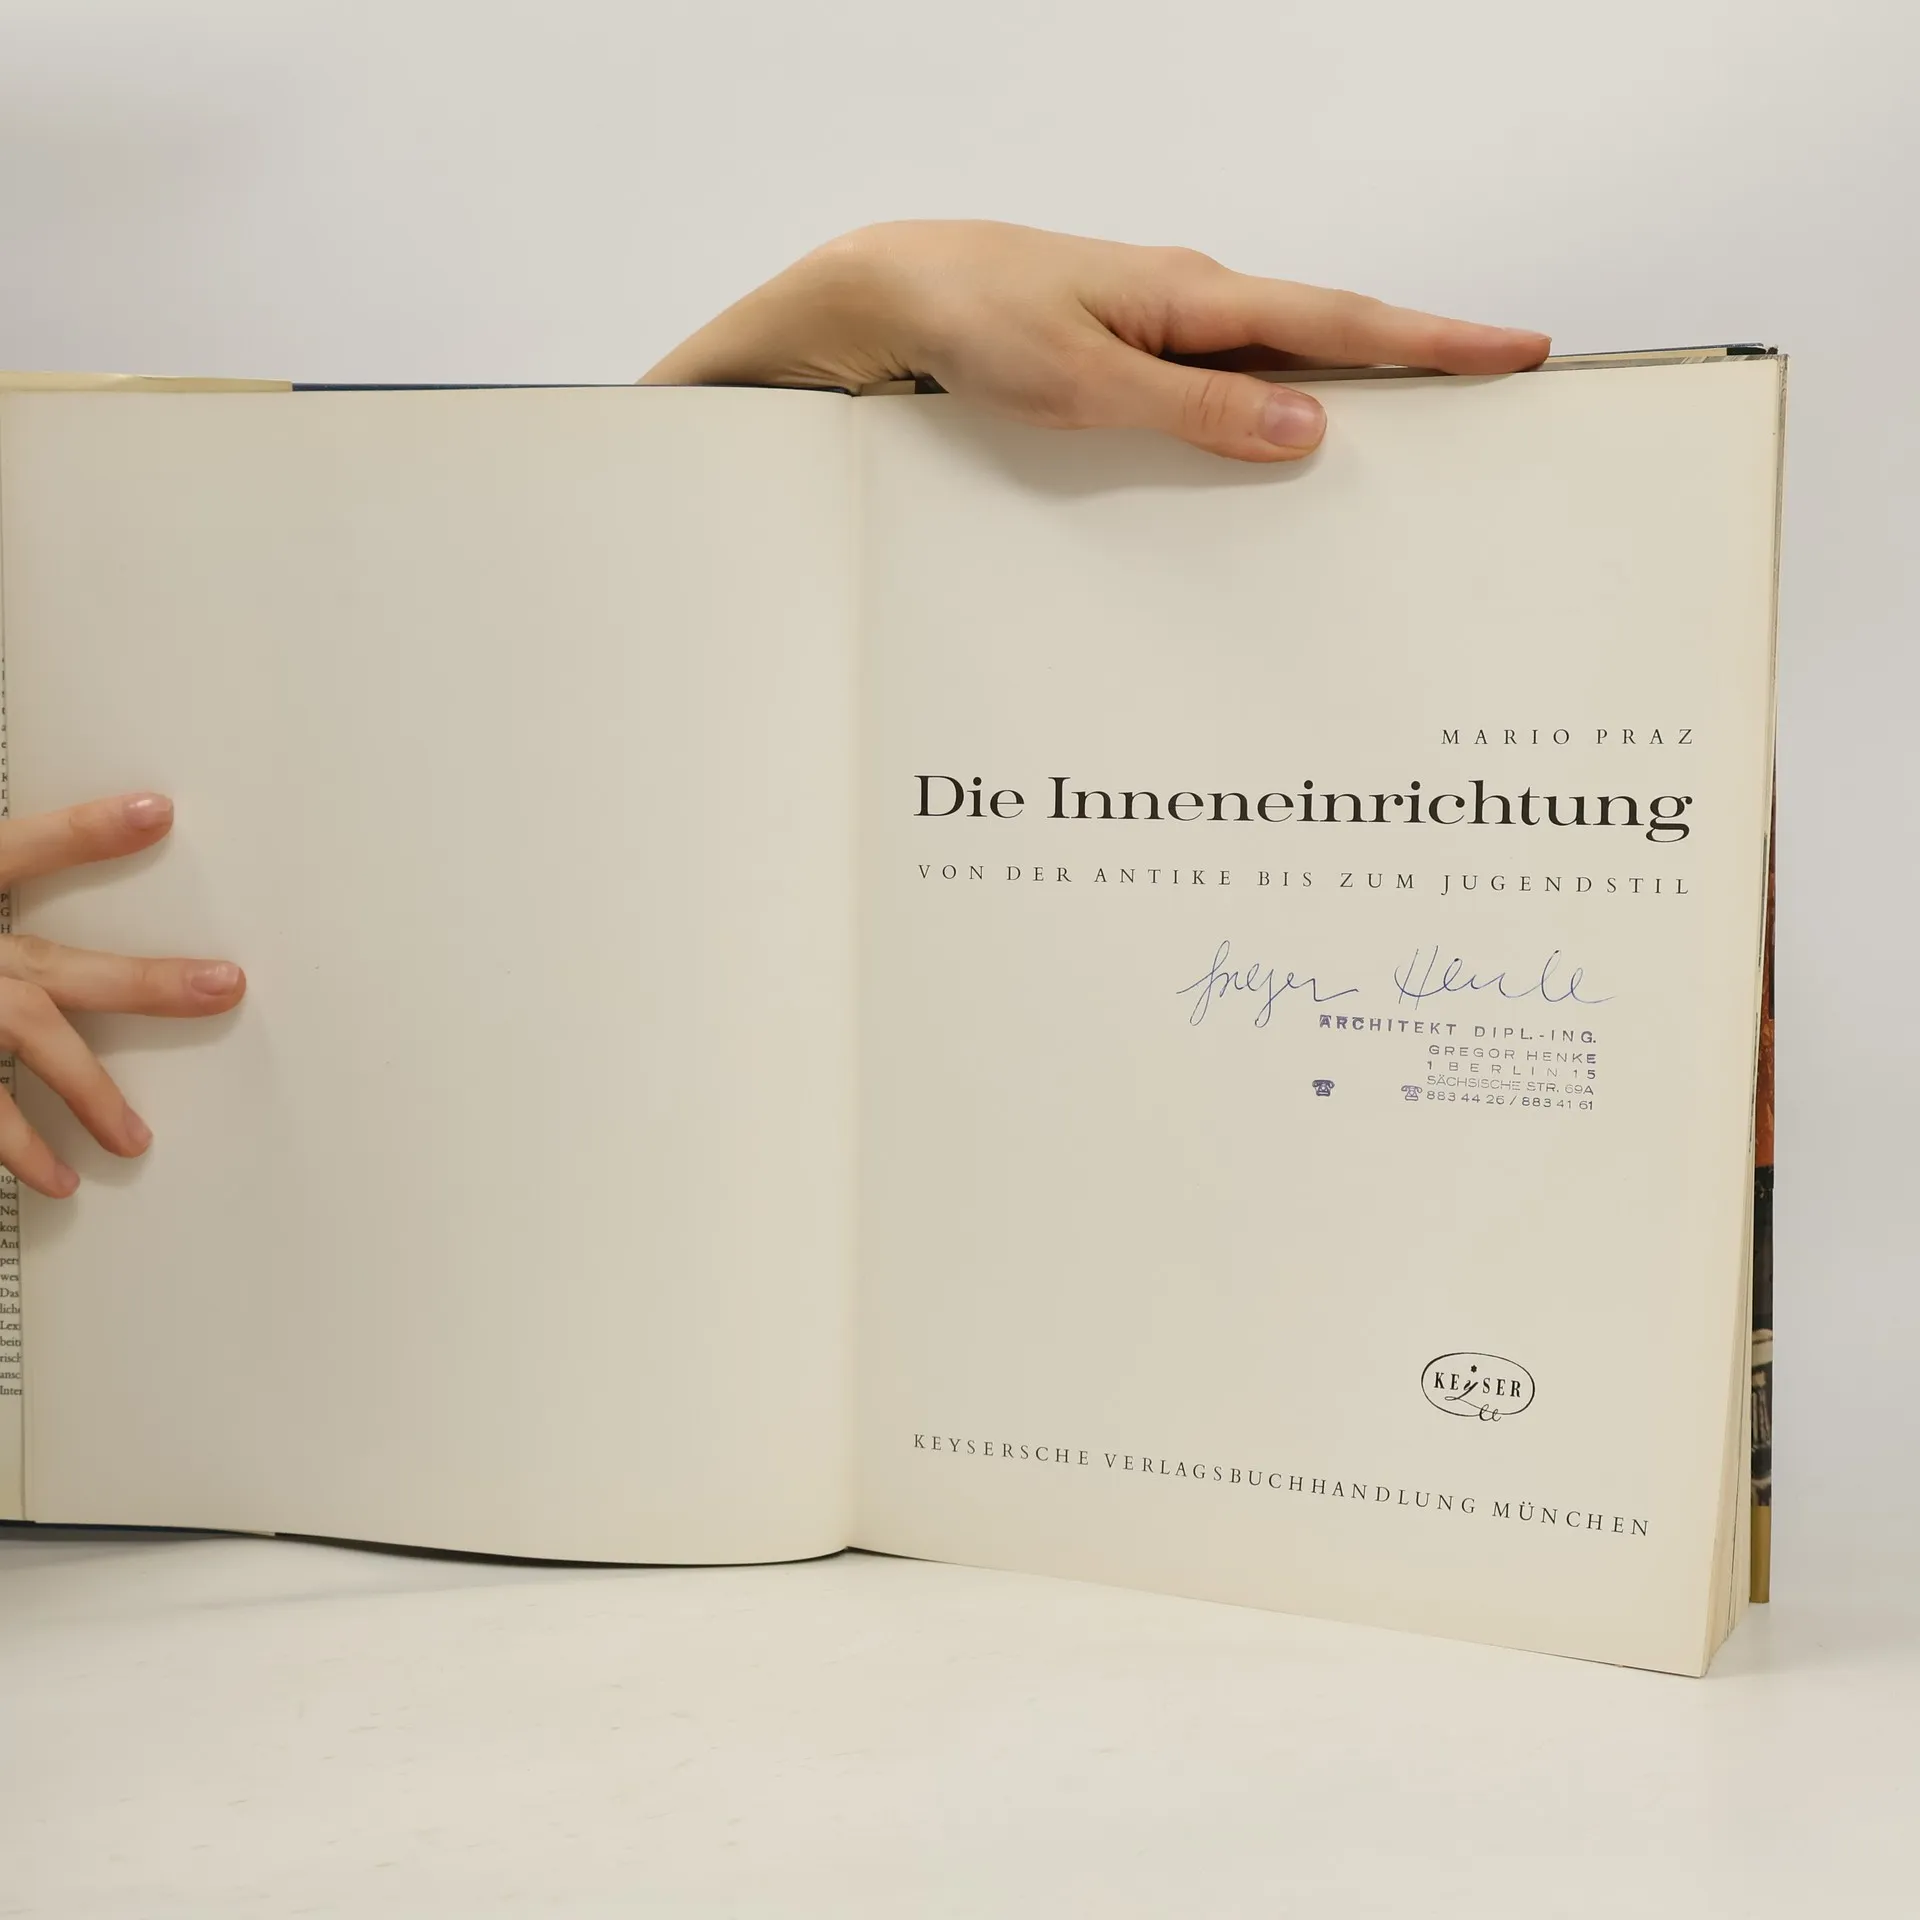 MARIO PRAZ
Die Inneneinrichtung
VON DER ANTIKE BIS ZUM JUGENDSTIL
Gregor Henke
ARCHITEKT DIPL.-ING.
GREGOR HENKE
1 BERLIN 15
SÄCHSISCHE STR. 69A
☎ ☎ 883 44 26 / 883 41 61
KEYSER
KEYSERSCHE VERLAGSBUCHHANDLUNG MÜNCHEN